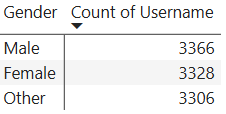 Gender Count of Username
Male 3366
Female 3328
Other 3306